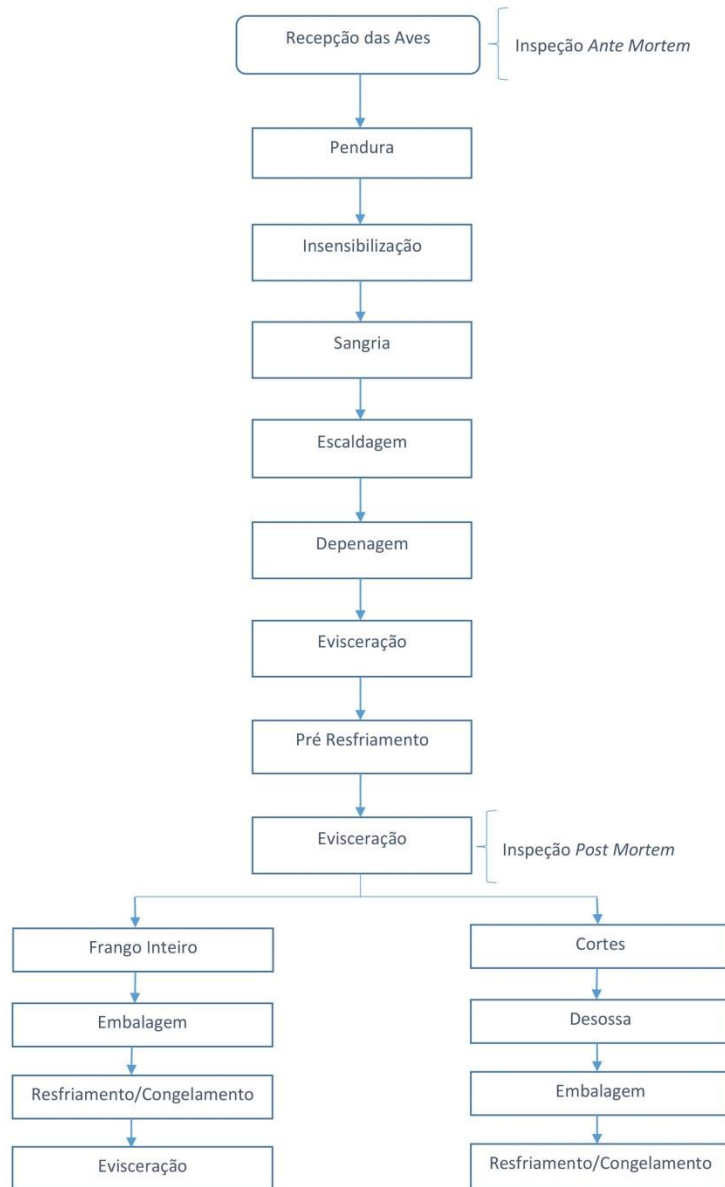 Recepção das Aves
Inspeção Ante Mortem
Pendura
Insensibilização
Sangria
Escaldagem
Depenagem
Evisceração
Pré Resfriamento
Evisceração
Inspeção Post Mortem
Frango Inteiro
Cortes
Embalagem
Desossa
Resfriamento/Congelamento
Embalagem
Evisceração
Resfriamento/Congelamento